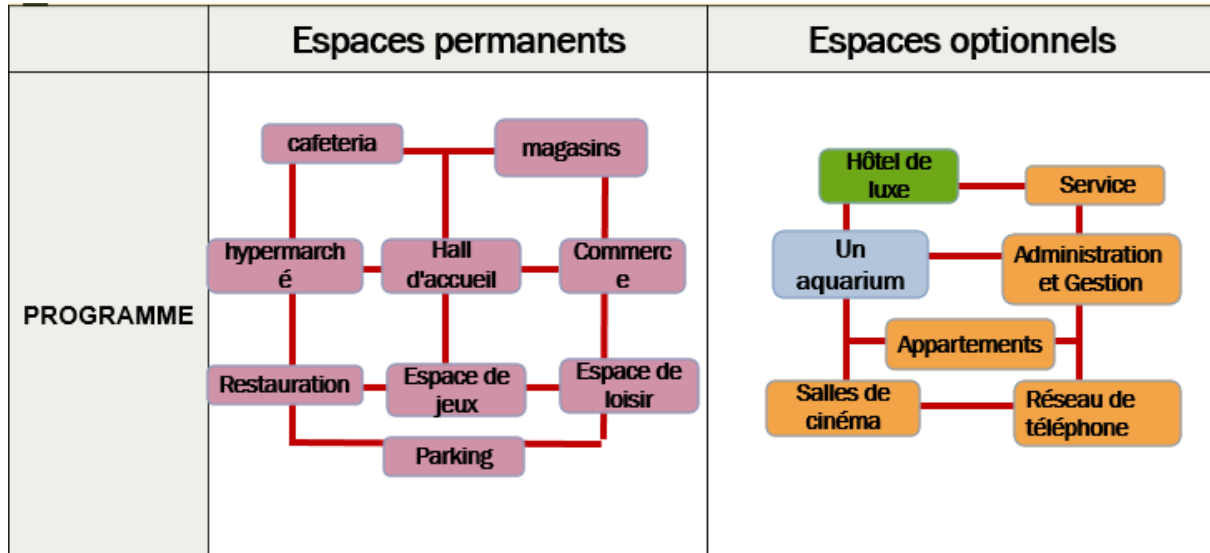 Espaces permanents
Espaces optionnels
PROGRAMME
cafeteria
magasins
hypermarch
é
Hall
d'accueil
Commerc
e
Restauration
Espace de
jeux
Espace de
loisir
Parking
Hôtel de
luxe
Service
Un
aquarium
Administration
et Gestion
Appartements
Salles de
cinéma
Réseau de
téléphone